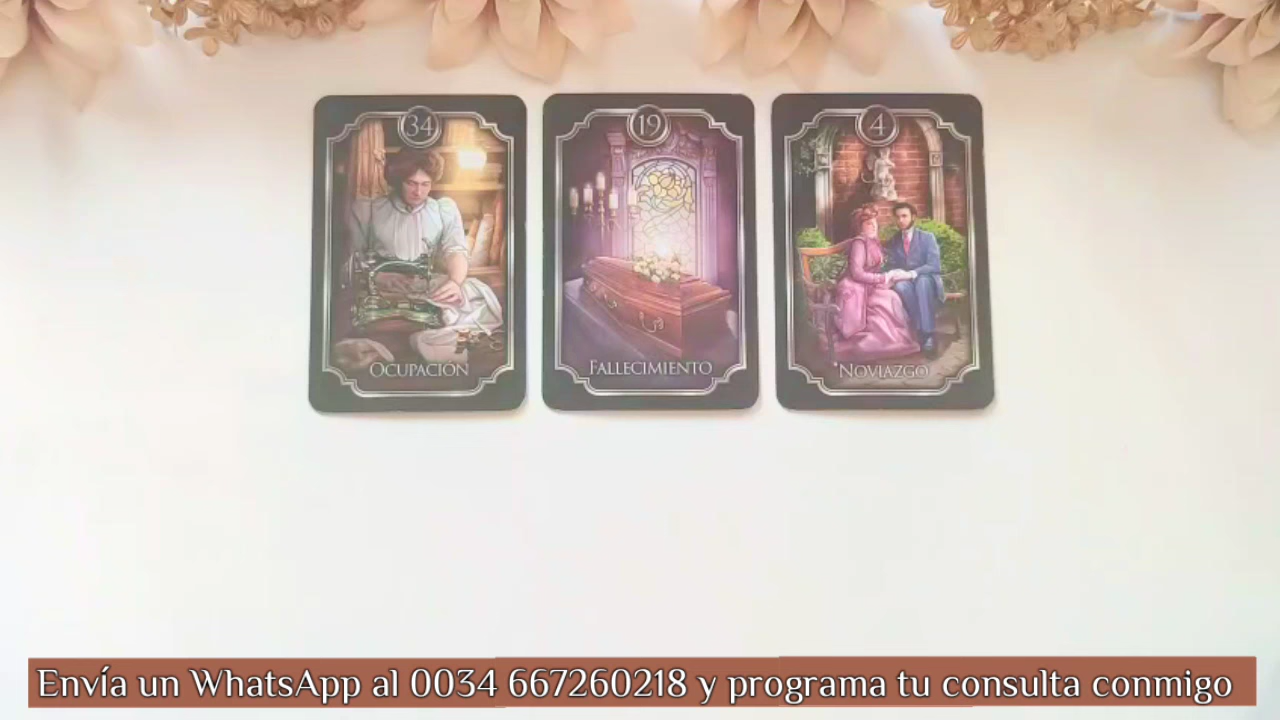 34
19
4
OCUPACIÓN
FALLECIMIENTO
NOVIAZGO
Envía un WhatsApp al 0034 667260218 y programa tu consulta conmigo